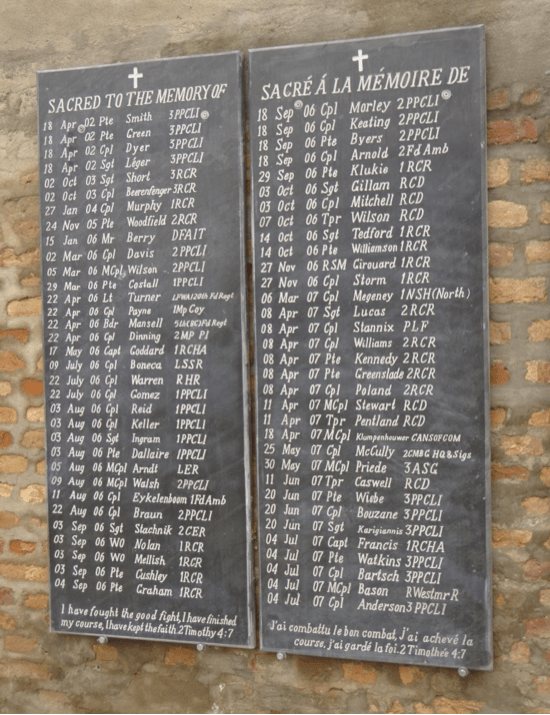 SACRED TO THE MEMORY OF
18 Apr 02 Pte Smith 3PPCLI
18 Apr 02 Pte Green 3PPCLI
18 Apr 02 Cpl Dyer 3PPCLI
18 Apr 02 Sgt Léger 3PPCLI
02 Oct 03 Sgt Short 3RCR
02 Oct 03 Cpl Beerenfenger 3RCR
27 Jan 04 Cpl Murphy 1RCR
24 Nov 05 Pte Woodfield 2RCR
15 Jan 06 Mr Berry DFAIT
02 Mar 06 Cpl Davis 2PPCLI
05 Mar 06 MCpl Wilson 2PPCLI
29 Mar 06 Pte Costall 1PPCLI
22 Apr 06 Lt Turner LFWA\20th Fd Regt
22 Apr 06 Cpl Payne 1Mp Coy
22 Apr 06 Bdr Mansell 5(BC)Fd Regt
22 Apr 06 Cpl Dinning 2MP Pl
17 May 06 Capt Goddard 1RCHA
09 July 06 Cpl Boneca LSSR
22 July 06 Cpl Warren RHR
22 July 06 Cpl Gomez 1PPCLI
03 Aug 06 Cpl Reid 1PPCLI
03 Aug 06 Cpl Keller 1PPCLI
03 Aug 06 Sgt Ingram 1PPCLI
03 Aug 06 Pte Dallaire 1PPCLI
05 Aug 06 MCpl Arndt LER
09 Aug 06 MCpl Walsh 2PPCLI
11 Aug 06 Cpl Eykelenboom 1FdAmb
22 Aug 06 Cpl Braun 2PPCLI
03 Sep 06 Sgt Stachnik 2CER
03 Sep 06 WO Nolan 1RCR
03 Sep 06 WO Mellish 1RCR
03 Sep 06 Pte Cushley 1RCR
04 Sep 06 Pte Graham 1RCR
I have fought the good fight, I have finished
my course, I have kept the faith. 2 Timothy 4:7
SACRÉ Á LA MÉMOIRE DE
18 Sep 06 Cpl Morley 2PPCLI
18 Sep 06 Cpl Keating 2PPCLI
18 Sep 06 Pte Byers 2PPCLI
18 Sep 06 Cpl Arnold 2Fd Amb
29 Sep 06 Pte Klukie 1RCR
03 Oct 06 Sgt Gillam RCD
03 Oct 06 Cpl Mitchell RCD
07 Oct 06 Tpr Wilson RCD
14 Oct 06 Sgt Tedford 1RCR
14 Oct 06 Pte Williamson 1RCR
27 Nov 06 RSM Girouard 1RCR
27 Nov 06 Cpl Storm 1RCR
06 Mar 07 Cpl Megeney 1NSH(North)
08 Apr 07 Sgt Lucas 2RCR
08 Apr 07 Cpl Stannix PLF
08 Apr 07 Cpl Williams 2RCR
08 Apr 07 Pte Kennedy 2RCR
08 Apr 07 Pte Greenslade 2RCR
08 Apr 07 Cpl Poland 2RCR
11 Apr 07 MCpl Stewart RCD
11 Apr 07 Tpr Pentland RCD
18 Apr 07 MCpl Klumpenhouwer CANSOFCOM
25 May 07 Cpl McCully 2CMBG HQ&Sigs
30 May 07 MCpl Priede 3ASG
11 Jun 07 Tpr Caswell RCD
20 Jun 07 Pte Wiebe 3PPCLI
20 Jun 07 Cpl Bouzane 3PPCLI
20 Jun 07 Sgt Karigiannis 3PPCLI
04 Jul 07 Capt Francis 1RCHA
04 Jul 07 Pte Watkins 3PPCLI
04 Jul 07 Cpl Bartsch 3PPCLI
04 Jul 07 MCpl Bason RWestmrR
04 Jul 07 Cpl Anderson 3PPCLI
J'ai combattu le bon combat, j'ai achevé la
course, j'ai gardé la foi. 2 Timothée 4:7